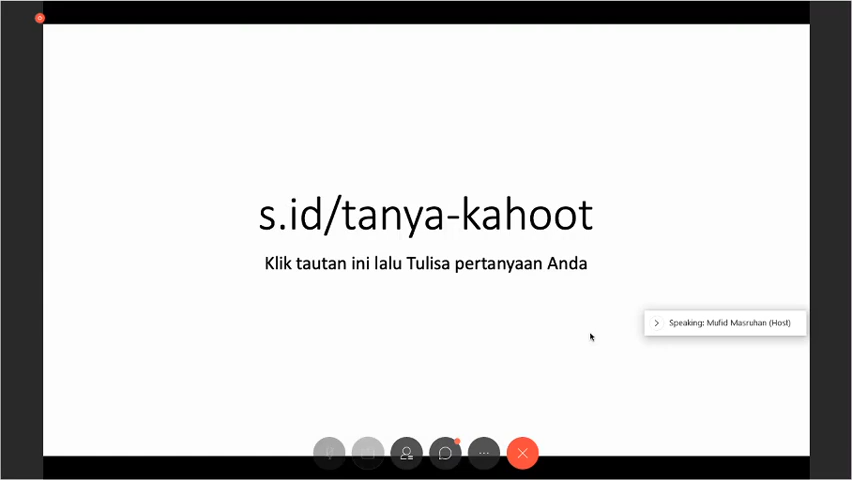 s.id/tanya-kahoot
Klik tautan ini lalu Tulisa pertanyaan Anda
Speaking: Mufid Masruhan (Host)